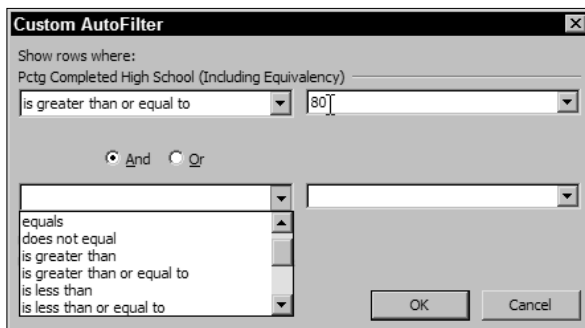 Custom AutoFilter
Show rows where:
Pctg Completed High School (Including Equivalency)
is greater than or equal to 80
And Or
equals
does not equal
is greater than
is greater than or equal to
is less than
is less than or equal to
OK Cancel